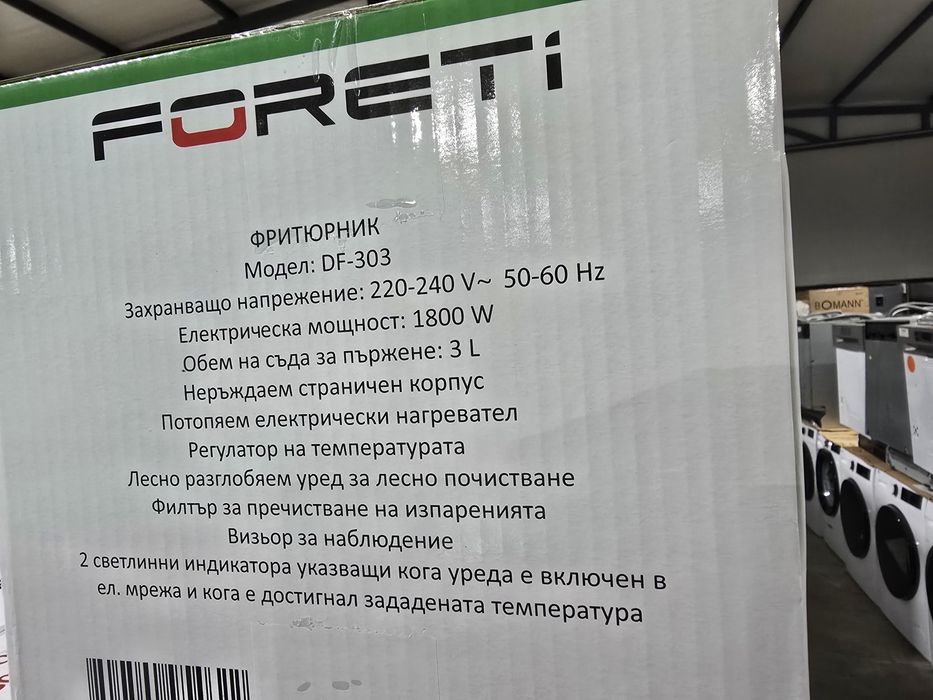 FORETi
ФРИТЮРНИК
Модел: DF-303
Захранващо напрежение: 220-240 V~ 50-60 Hz
Електрическа мощност: 1800 W
Обем на съда за пържене: 3 L
Неръждаем страничен корпус
Потопяем електрически нагревател
Регулатор на температурата
Лесно разглобяем уред за лесно почистване
Филтър за пречистване на изпаренията
Визьор за наблюдение
2 светлинни индикатора указващи кога уреда е включен в
ел. мрежа и кога е достигнал зададената температура
BOMANN